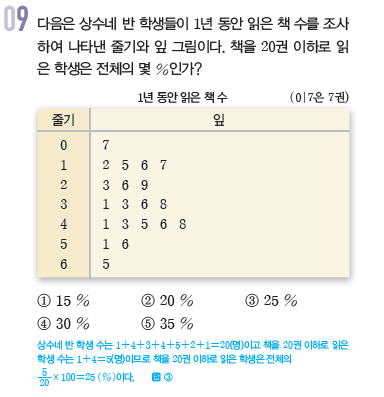 09 다음은 상수네 반 학생들이 1년 동안 읽은 책 수를 조사
하여 나타낸 줄기와 잎 그림이다. 책을 20권 이하로 읽
은 학생은 전체의 몇 %인가?
1년 동안 읽은 책 수 (0|7은 7권)
줄기 잎
0 7
1 2 5 6 7
2 3 6 9
3 1 3 6 8
4 1 3 5 6 8
5 1 6
6 5
① 15 % ② 20 % ③ 25 %
④ 30 % ⑤ 35 %
상수네 반 학생 수는 1+4+3+4+5+2+1=20(명)이고 책을 20권 이하로 읽은
학생 수는 1+4=5(명)이므로 책을 20권 이하로 읽은 학생은 전체의
5/20×100=25 (%)이다. 답 ③